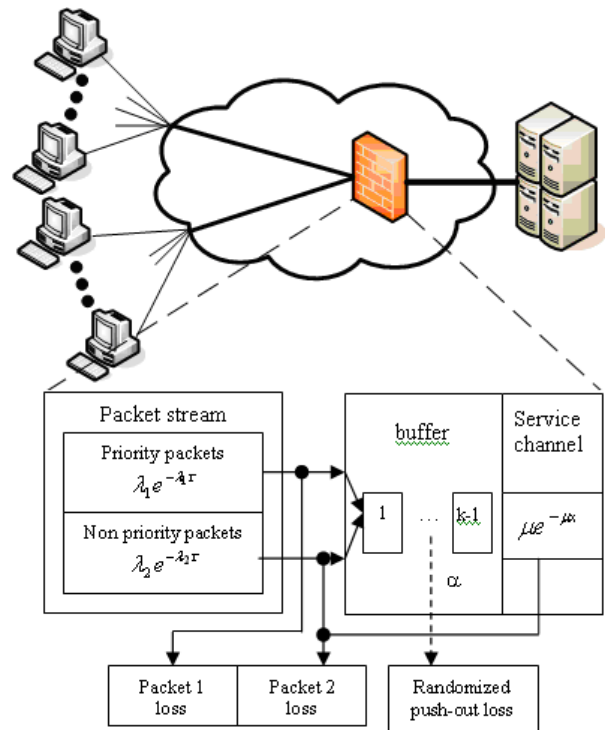 Packet stream
Priority packets
λ₁e^{-λ₁τ}
Non priority packets
λ₂e^{-λ₂τ}
buffer
1
...
k-1
α
Service
channel
μe^{-μx}
Packet 1
loss
Packet 2
loss
Randomized
push-out loss